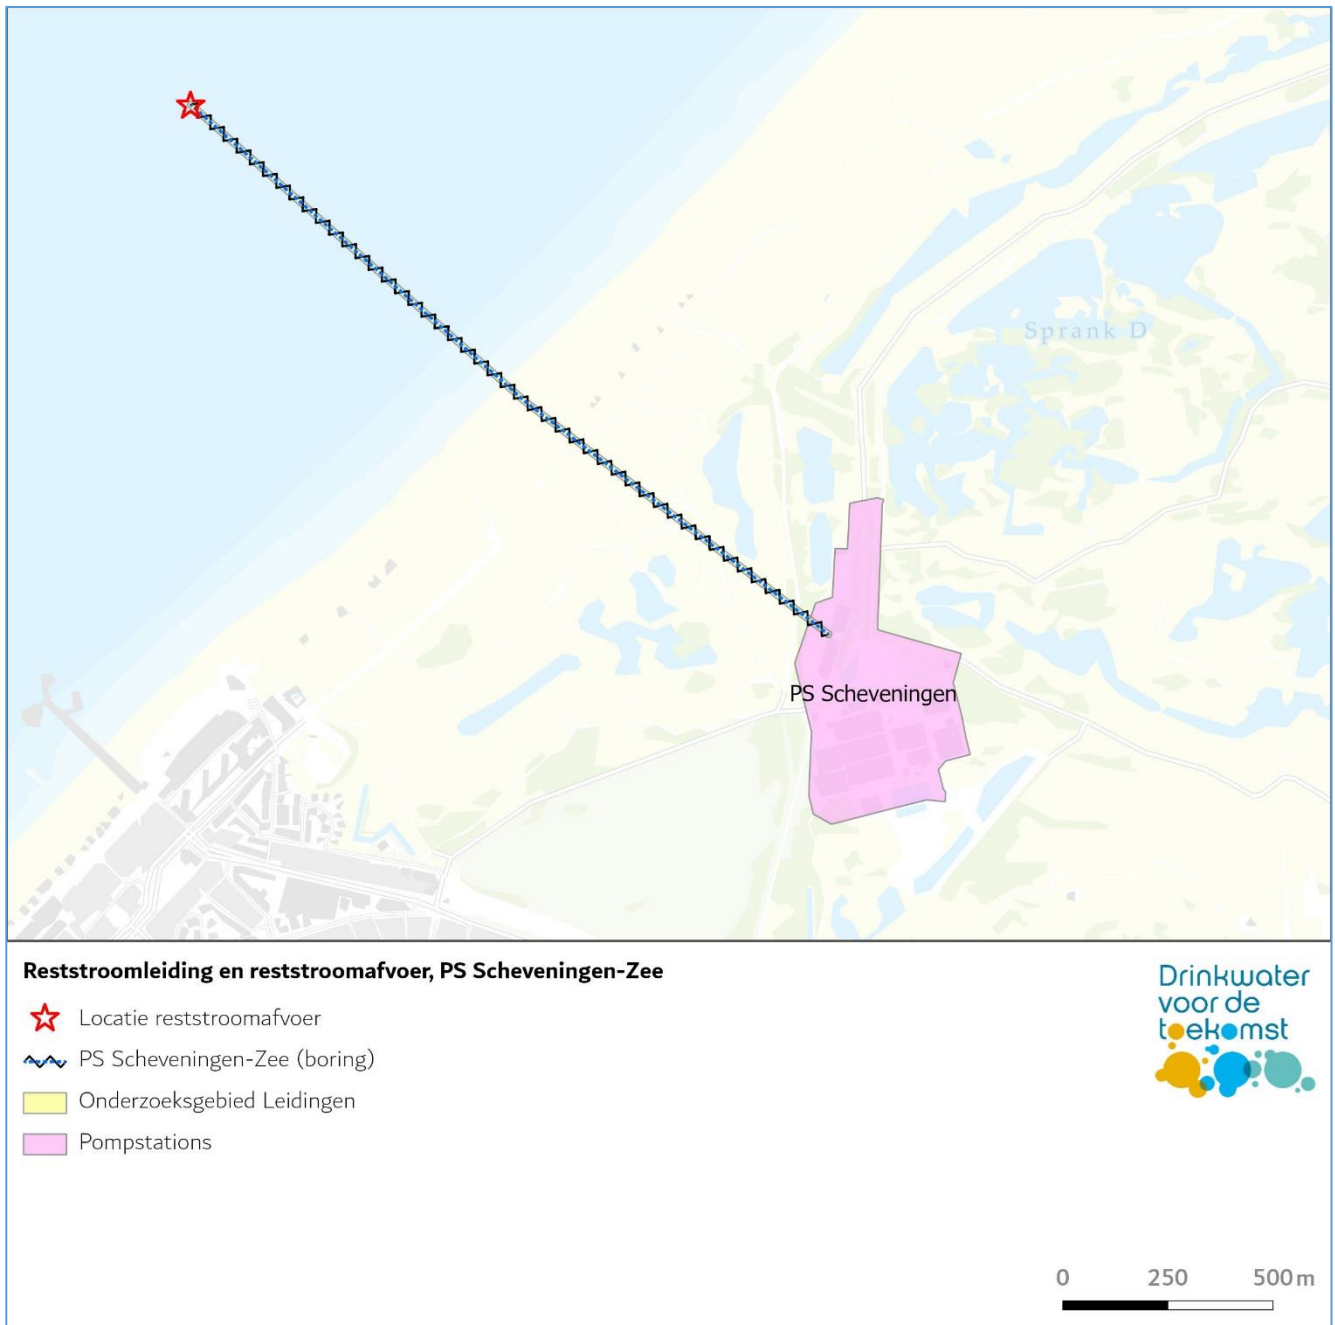 Sprank D
PS Scheveningen
Reststroomleiding en reststroomafvoer, PS Scheveningen-Zee
Locatie reststroomafvoer
PS Scheveningen-Zee (boring)
Onderzoeksgebied Leidingen
Pompstations
Drinkwater
voor de
toekomst
0 250 500 m